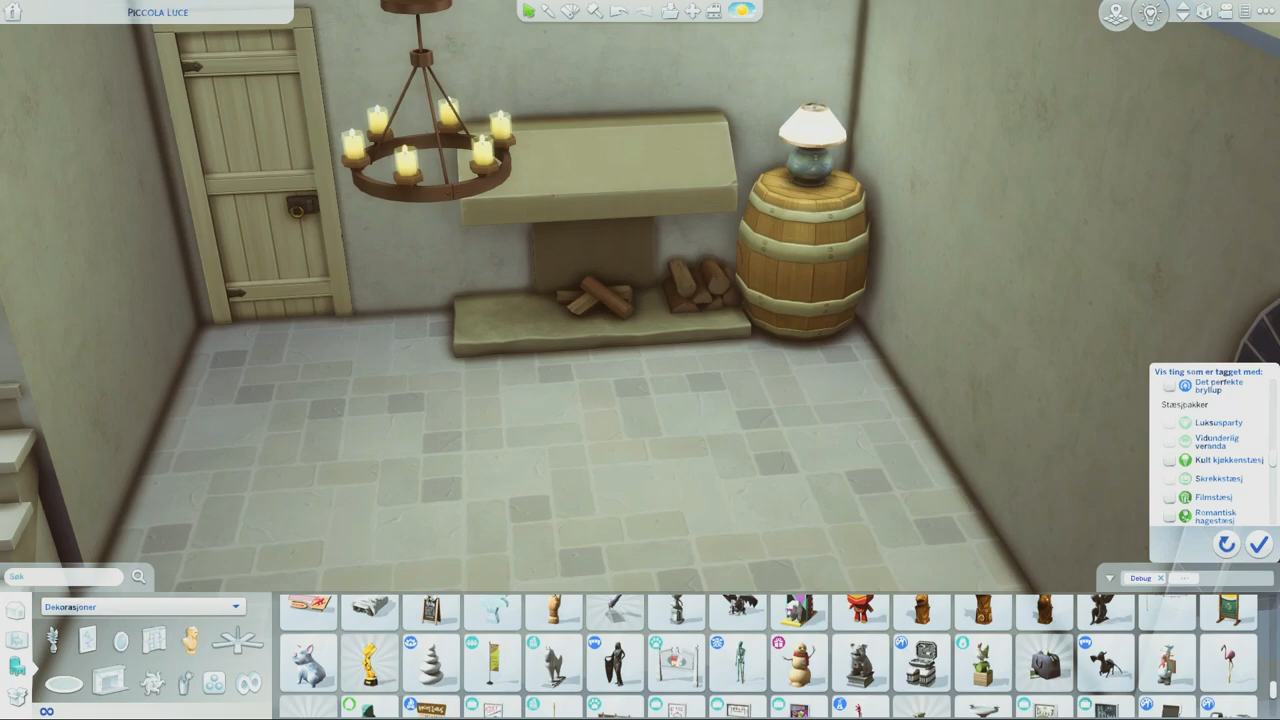 PICCOLA LUCE
Vis ting som er tagget med:
Det perfekte
bryllup
Stæsjpakker
Luksusparty
Vidunderlig
veranda
Kult kjøkkenstæsj
Skrekkstæsj
Filmstæsj
Romantisk
hagestæsj
Søk
Debug
Dekorasjoner